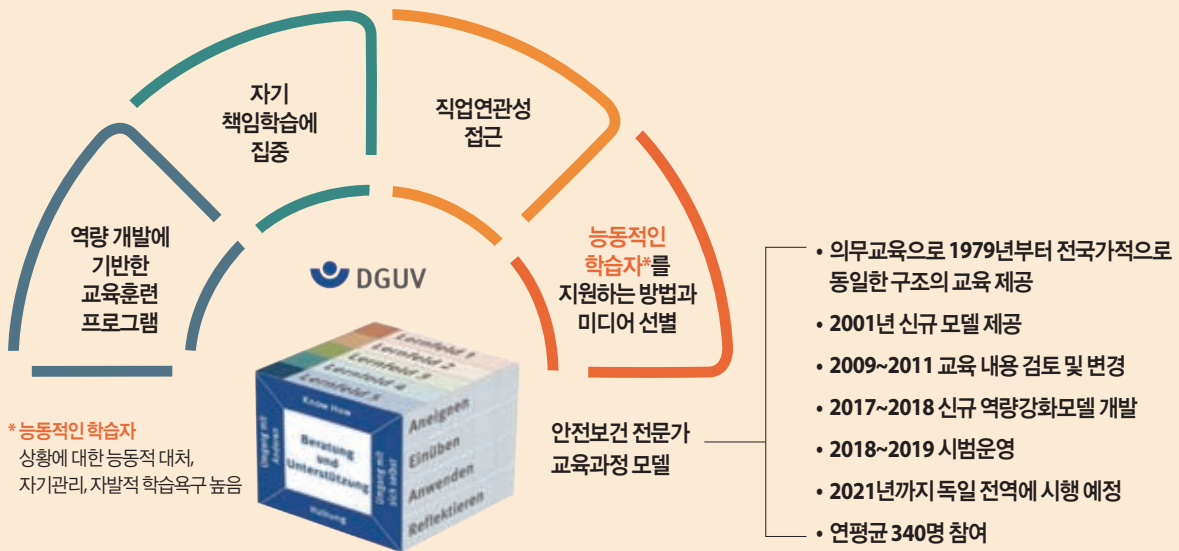 자기
책임학습에
집중
직업연관성
접근
역량 개발에
기반한
교육훈련
프로그램
능동적인
학습자*를
지원하는 방법과
미디어 선별
DGUV
Lernfeld 1
Lernfeld 2
Lernfeld 3
Lernfeld 4
Lernfeld 5
Know How
Umgang mit
Anderen
Beratung
und
Unterstützung
Umgang mit
sich selbst
Haltung
Aneignen
Einüben
Anwenden
Reflektieren
* 능동적인 학습자
상황에 대한 능동적 대처,
자기관리, 자발적 학습욕구 높음
안전보건 전문가
교육과정 모델
• 의무교육으로 1979년부터 전국가적으로
동일한 구조의 교육 제공
• 2001년 신규 모델 제공
• 2009~2011 교육 내용 검토 및 변경
• 2017~2018 신규 역량강화모델 개발
• 2018~2019 시범운영
• 2021년까지 독일 전역에 시행 예정
• 연평균 340명 참여